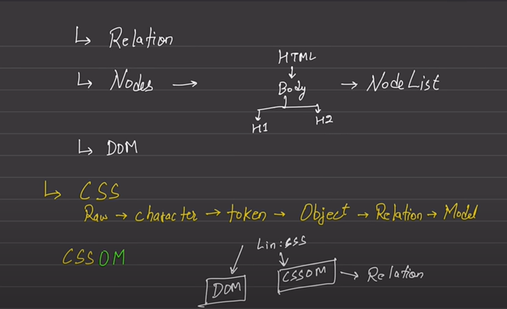 ↳ Relation
HTML
↳ Nodes → Body → NodeList
H1 H2
↳ DOM
↳ CSS
Raw → character → token → Object → Relation → Model
CSSOM
Lin:css
DOM CSSOM → Relation